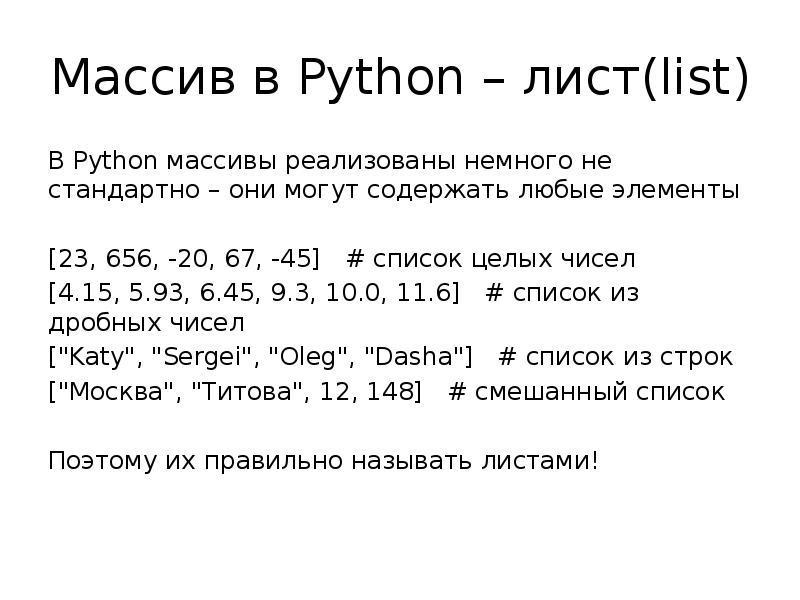 Массив в Python – лист(list)
В Python массивы реализованы немного не
стандартно – они могут содержать любые элементы
[23, 656, -20, 67, -45]   # список целых чисел
[4.15, 5.93, 6.45, 9.3, 10.0, 11.6]   # список из
дробных чисел
["Katy", "Sergei", "Oleg", "Dasha"]   # список из строк
["Москва", "Титова", 12, 148]   # смешанный список
Поэтому их правильно называть листами!